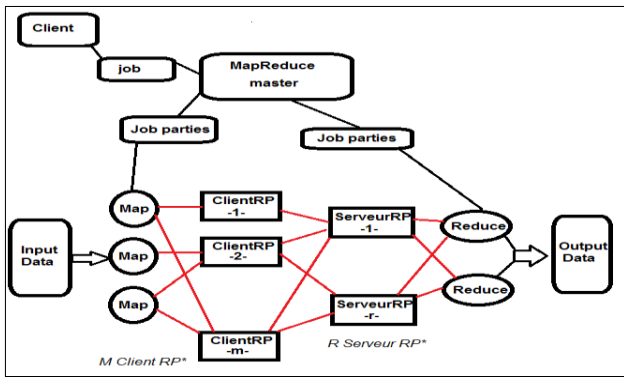 Client
job
MapReduce
master
Job parties
Job parties
Map
ClientRP
-1-
ServeurRP
-1-
Reduce
Input
Data
Map
ClientRP
-2-
Output
Data
Map
ServeurRP
-r-
Reduce
ClientRP
-m-
M Client RP*
R Serveur RP*